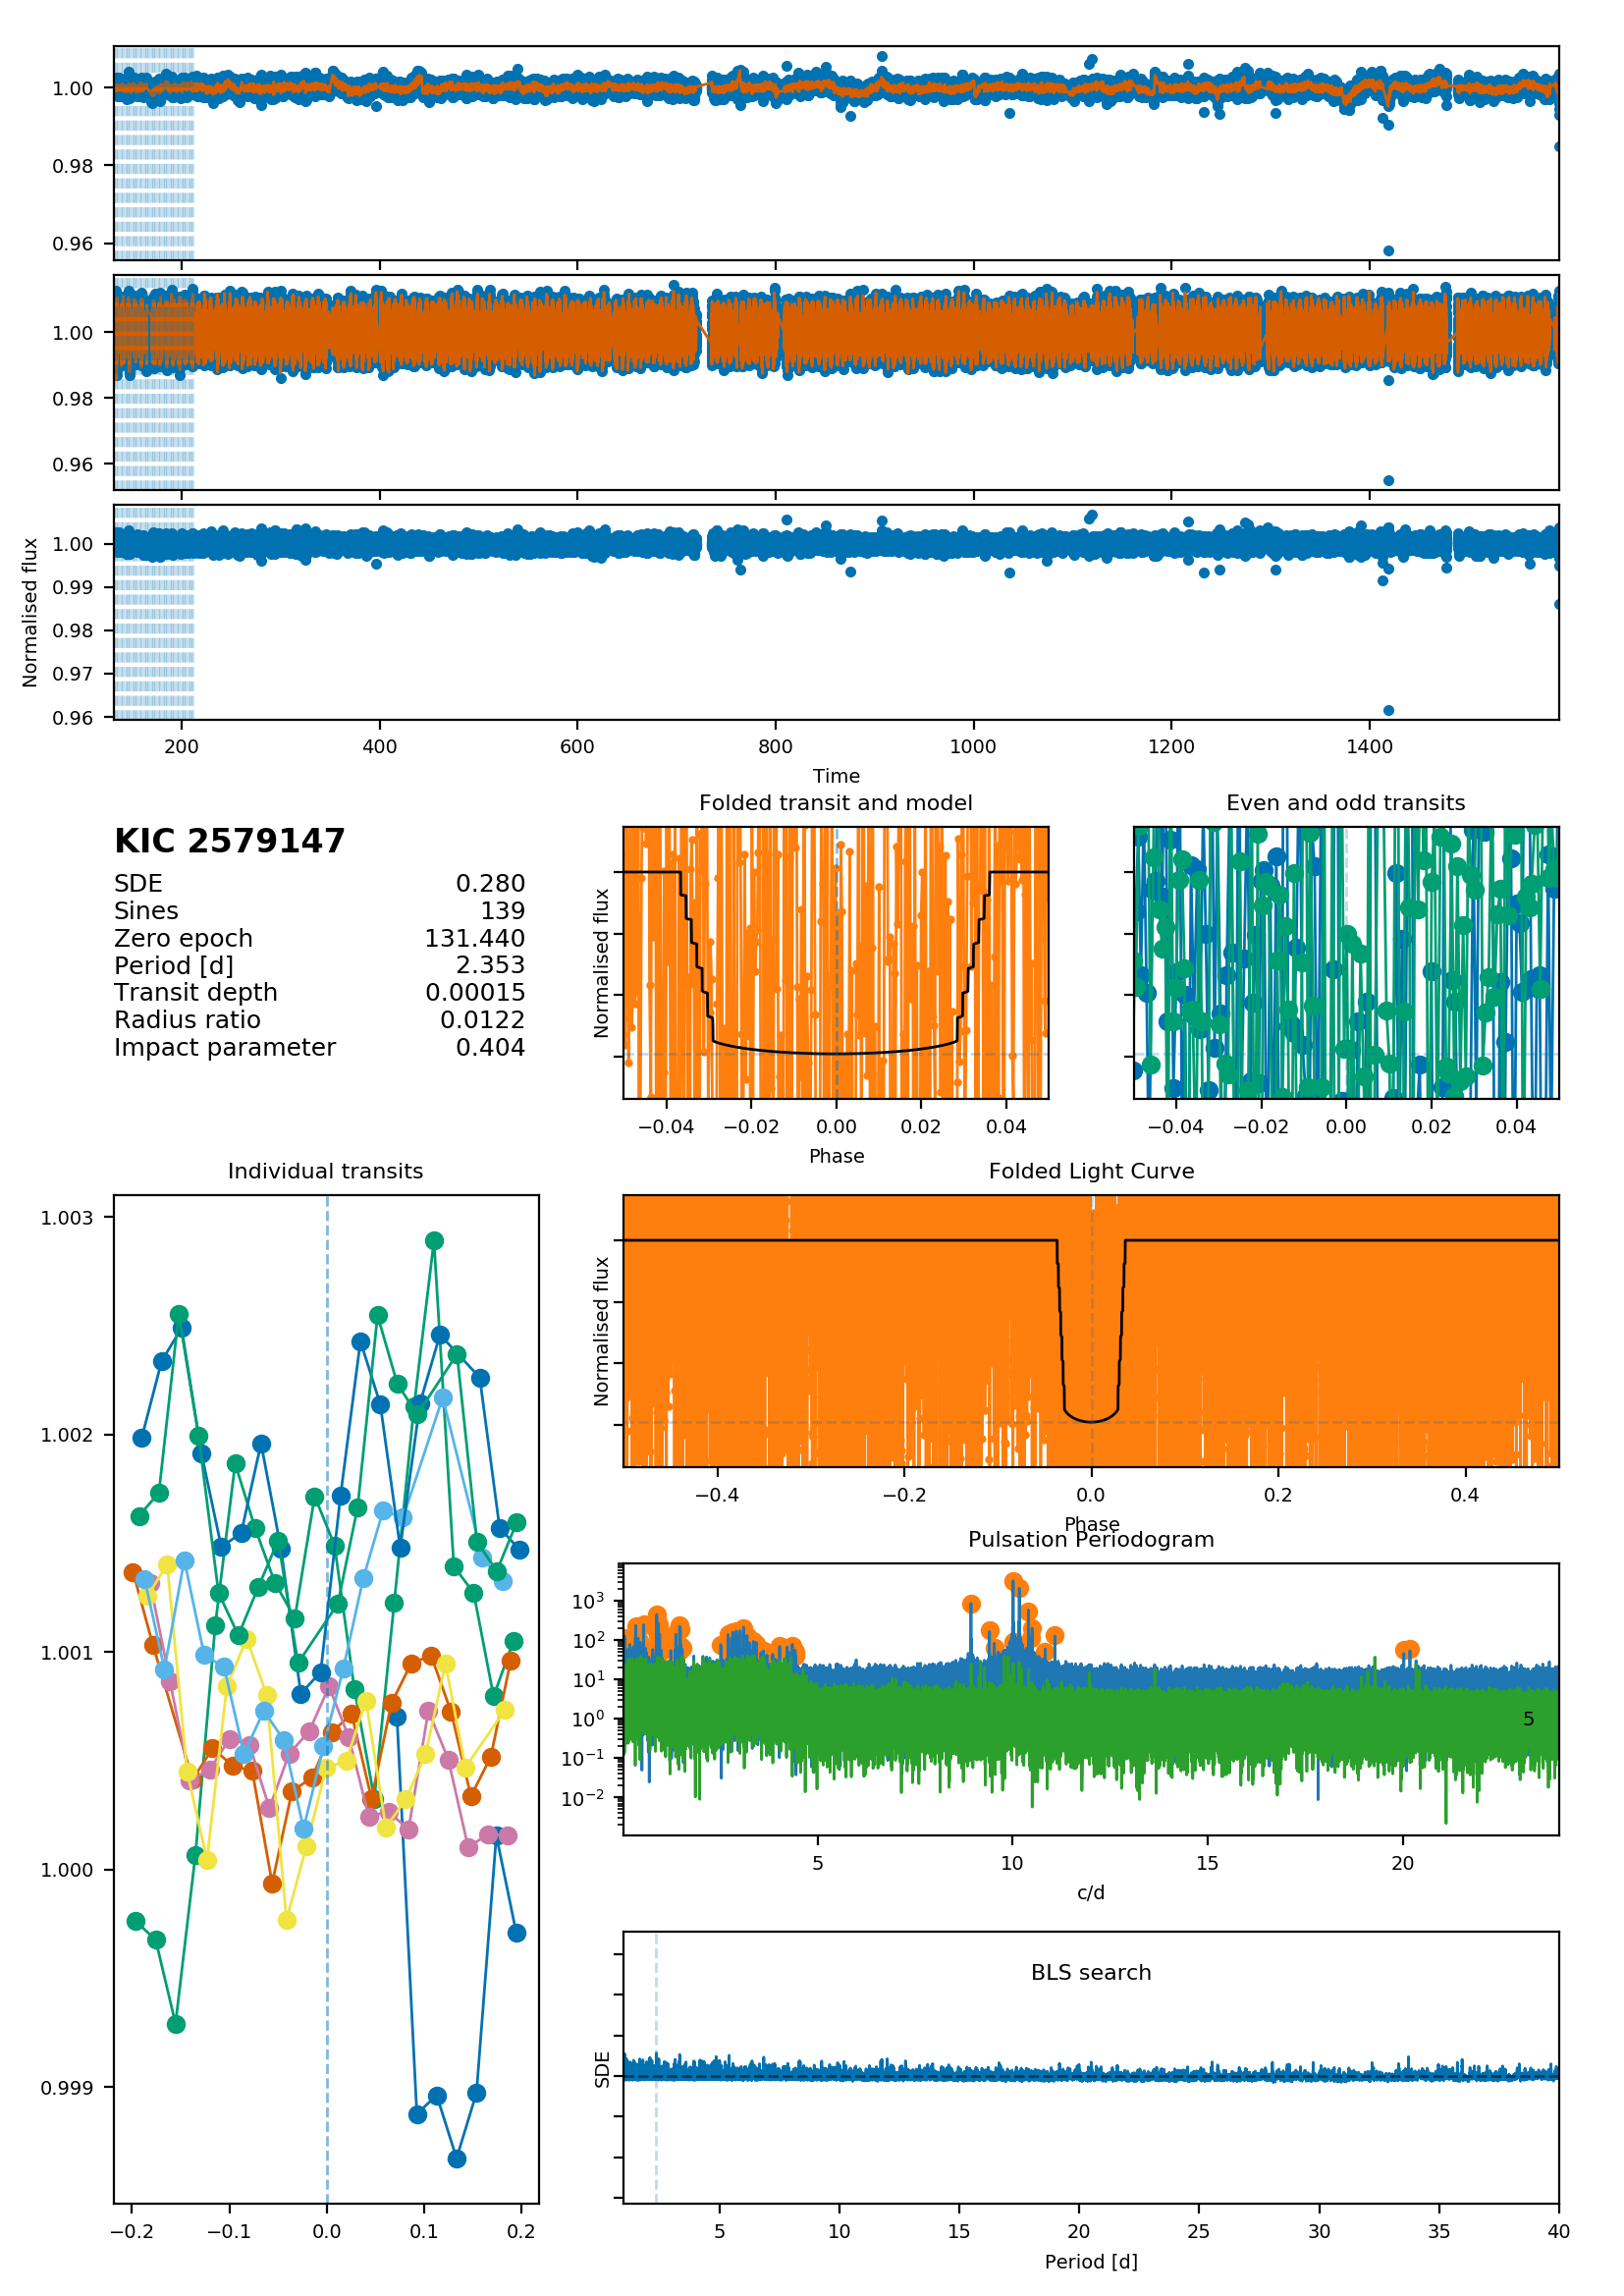 1.00
0.98
0.96
1.00
0.98
0.96
1.00
0.99
0.98
0.97
0.96
Normalised flux
200 400 600 800 1000 1200 1400
Time
KIC 2579147
SDE 0.280
Sines 139
Zero epoch 131.440
Period [d] 2.353
Transit depth 0.00015
Radius ratio 0.0122
Impact parameter 0.404
Folded transit and model
Normalised flux
−0.04 −0.02 0.00 0.02 0.04
Phase
Even and odd transits
−0.04 −0.02 0.00 0.02 0.04
Individual transits
1.003
1.002
1.001
1.000
0.999
−0.2 −0.1 0.0 0.1 0.2
Folded Light Curve
Normalised flux
−0.4 −0.2 0.0 0.2 0.4
Phase
Pulsation Periodogram
10³
10²
10¹
10⁰
10⁻¹
10⁻²
5
5 10 15 20
c/d
BLS search
SDE
5 10 15 20 25 30 35 40
Period [d]